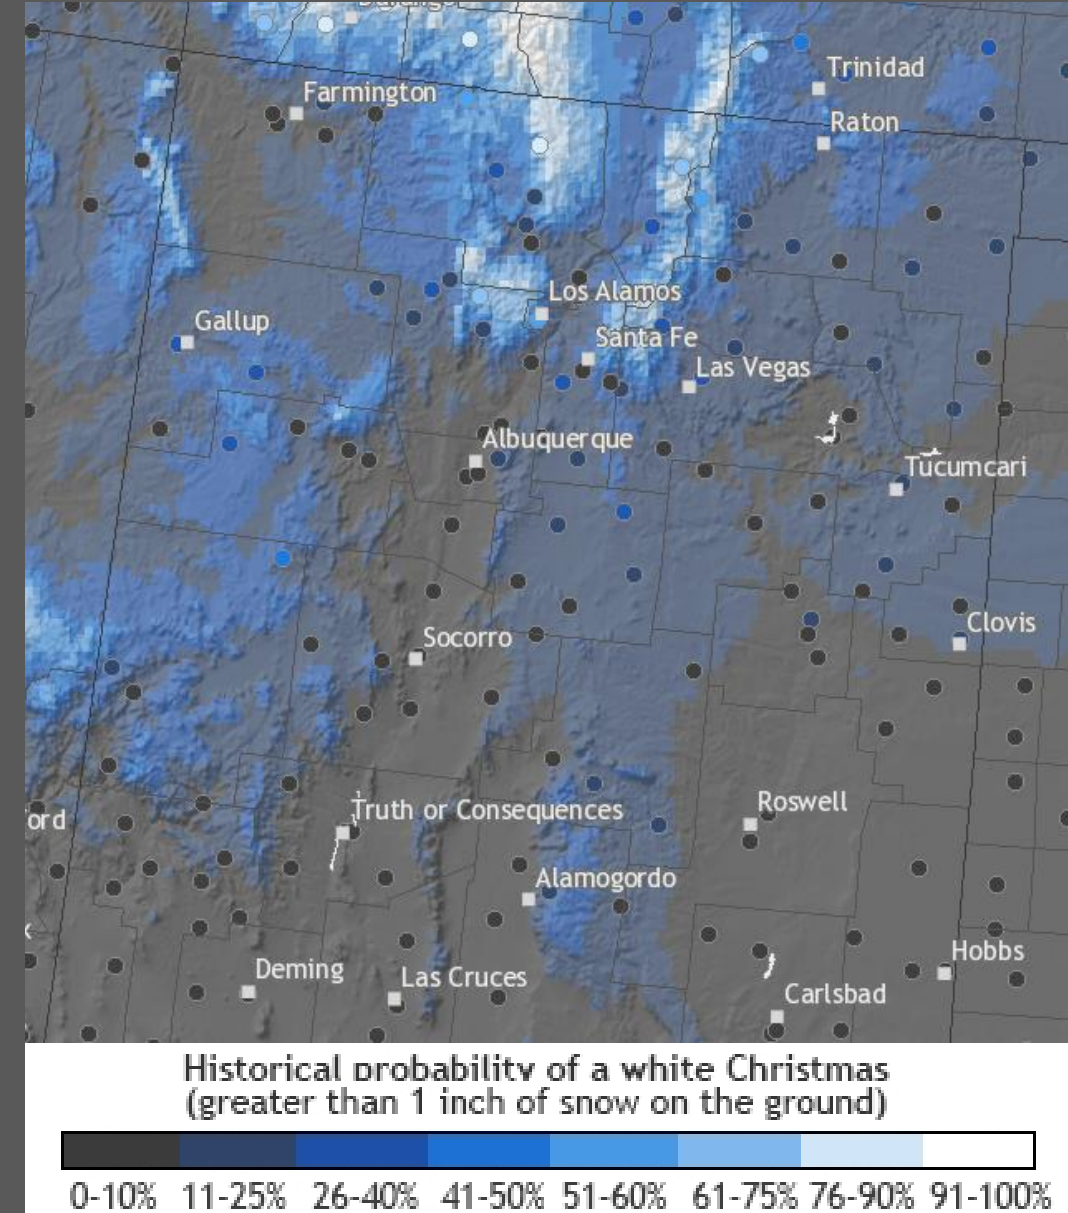 Trinidad
Farmington
Raton
Los Alamos
Gallup
Santa Fe
Las Vegas
Albuquerque
Tucumcari
Clovis
Socorro
Truth or Consequences
Roswell
ord
Alamogordo
Hobbs
Deming
Las Cruces
Carlsbad
Historical probability of a white Christmas
(greater than 1 inch of snow on the ground)
0-10% 11-25% 26-40% 41-50% 51-60% 61-75% 76-90% 91-100%